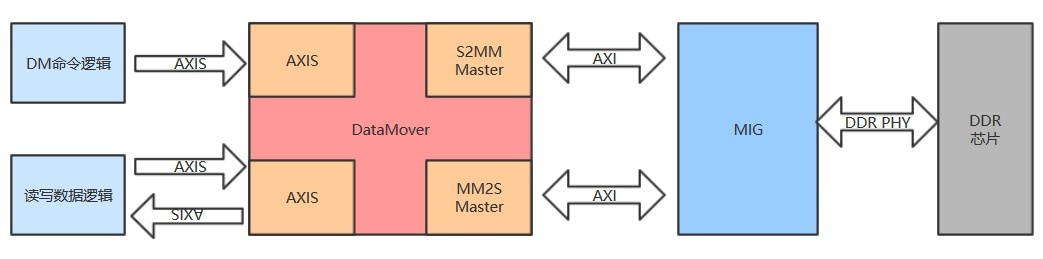 DM命令逻辑
AXIS
AXIS
S2MM
Master
AXI
DataMover
MIG
DDR PHY
DDR
芯片
读写数据逻辑
AXIS
AXIS
AXIS
MM2S
Master
AXI